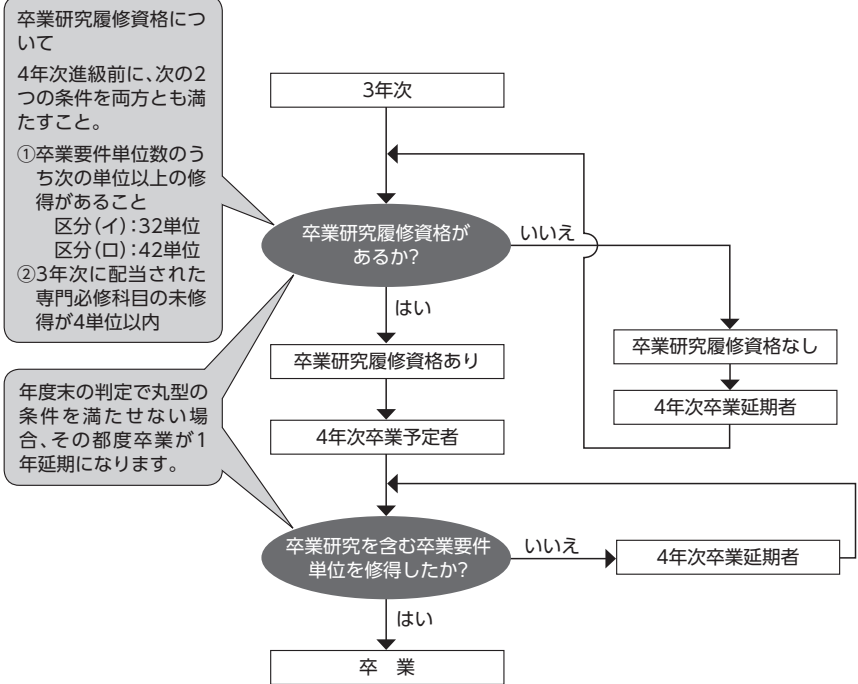 卒業研究履修資格につ
いて
4年次進級前に、次の2
つの条件を両方とも満
たすこと。
①卒業要件単位数のう
ち次の単位以上の修
得があること
区分(イ):32単位
区分(ロ):42単位
②3年次に配当された
専門必修科目の未修
得が4単位以内
年度末の判定で丸型の
条件を満たせない場
合、その都度卒業が1
年延期になります。
3年次
卒業研究履修資格が
あるか?
いいえ
はい
卒業研究履修資格あり
卒業研究履修資格なし
4年次卒業延期者
4年次卒業予定者
卒業研究を含む卒業要件
単位を修得したか?
いいえ
4年次卒業延期者
はい
卒　業